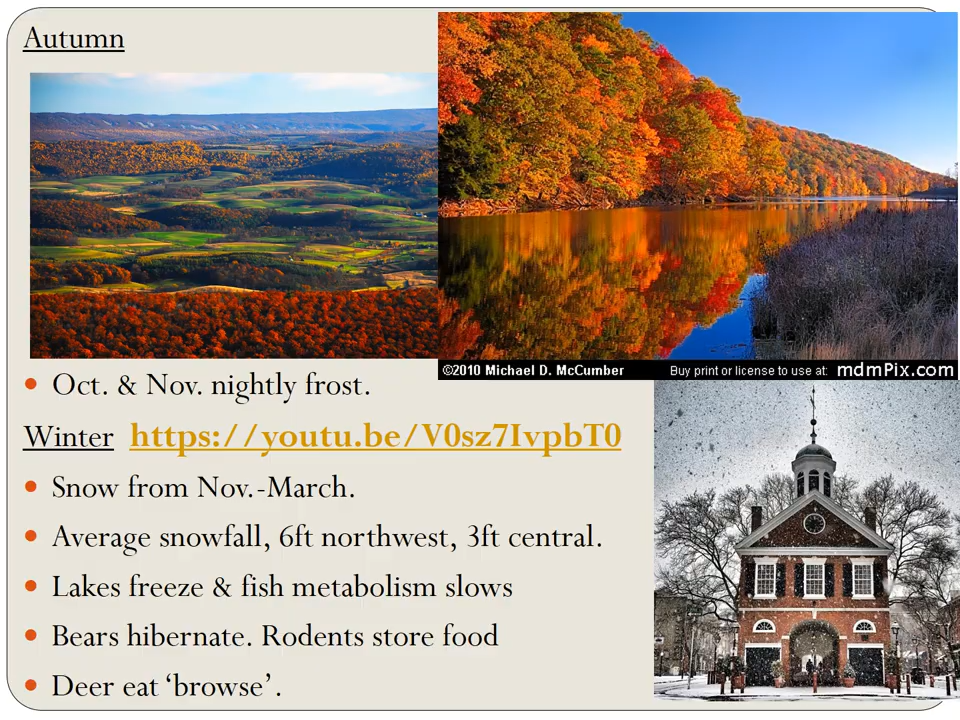 Autumn
©2010 Michael D. McCumber
Buy print or license to use at: mdmPix.com
• Oct. & Nov. nightly frost.
Winter https://youtu.be/V0sz7IvpbT0
• Snow from Nov.-March.
• Average snowfall, 6ft northwest, 3ft central.
• Lakes freeze & fish metabolism slows
• Bears hibernate. Rodents store food
• Deer eat ‘browse’.